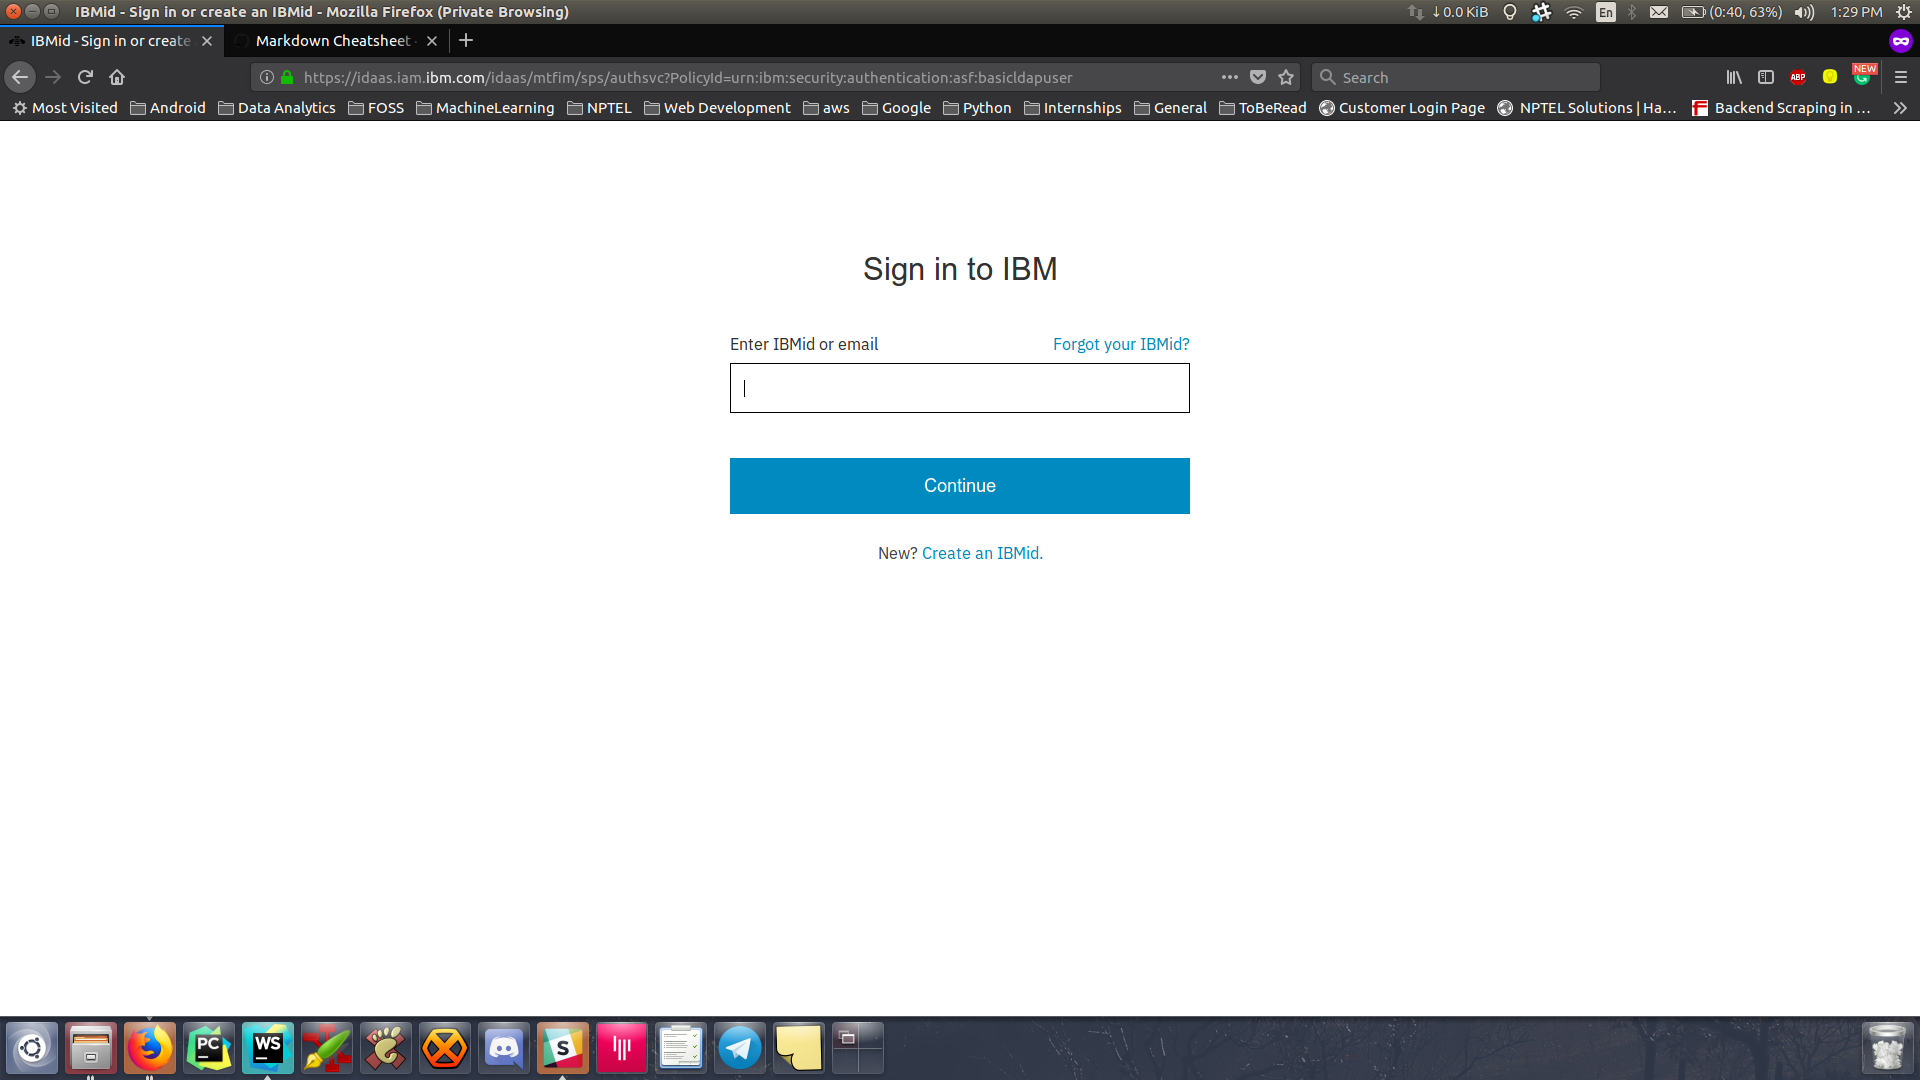 IBMid - Sign in or create an IBMid - Mozilla Firefox (Private Browsing)
0.0 KiB
En
(0:40, 63%)
1:29 PM
IBMid - Sign in or create
Markdown Cheatsheet
https://idaas.iam.ibm.com/idaas/mtfim/sps/authsvc?PolicyId=urn:ibm:security:authentication:asf:basicldapuser
Search
ABP
NEW
Most Visited
Android
Data Analytics
FOSS
MachineLearning
NPTEL
Web Development
aws
Google
Python
Internships
General
ToBeRead
Customer Login Page
NPTEL Solutions | Ha...
Backend Scraping in ...
Sign in to IBM
Enter IBMid or email
Forgot your IBMid?
Continue
New? Create an IBMid.
PC
WS
S